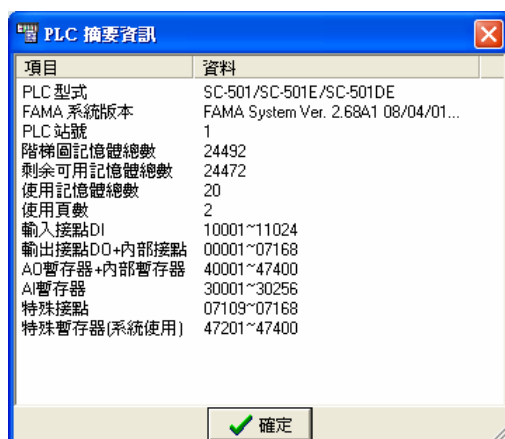 PLC 摘要資訊
項目 資料
PLC 型式 SC-501/SC-501E/SC-501DE
FAMA 系統版本 FAMA System Ver. 2.68A1 08/04/01...
PLC 站號 1
階梯圖記憶體總數 24492
剩余可用記憶體總數 24472
使用記憶體總數 20
使用頁數 2
輸入接點DI 10001~11024
輸出接點DO+內部接點 00001~07168
AO暫存器+內部暫存器 40001~47400
AI暫存器 30001~30256
特殊接點 07109~07168
特殊暫存器(系統使用) 47201~47400
確定